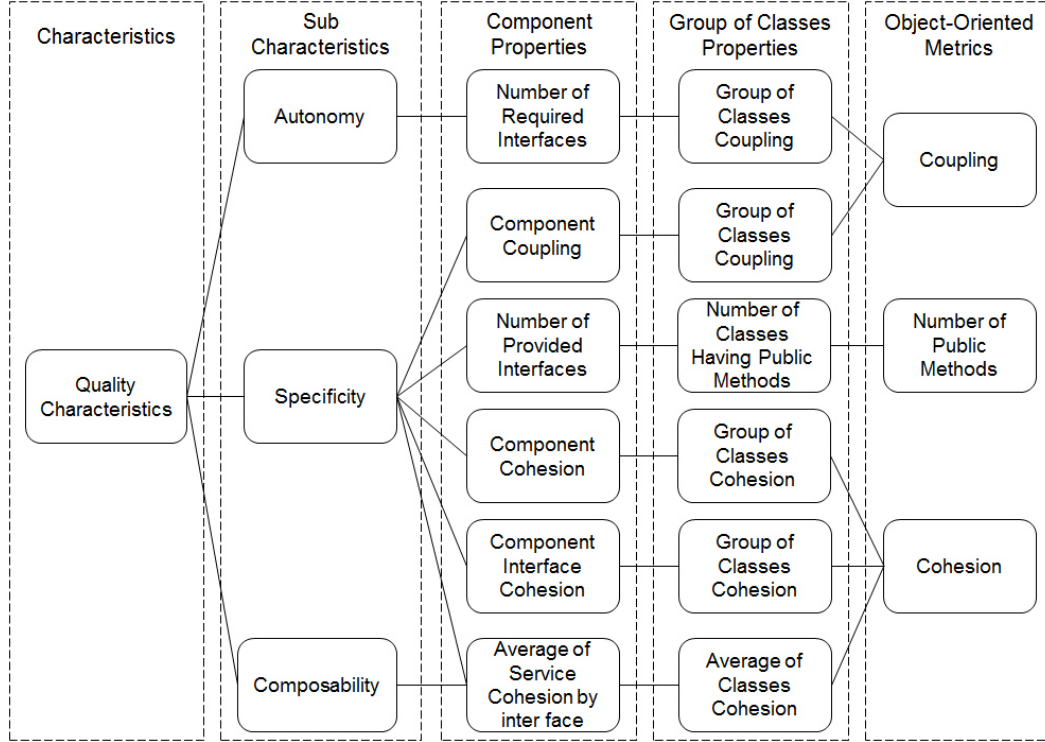 Characteristics
Sub
Characteristics
Component
Properties
Group of Classes
Properties
Object-Oriented
Metrics
Autonomy
Number of
Required
Interfaces
Group of
Classes
Coupling
Coupling
Component
Coupling
Group of
Classes
Coupling
Quality
Characteristics
Specificity
Number of
Provided
Interfaces
Number of
Classes
Having Public
Methods
Number of
Public
Methods
Component
Cohesion
Group of
Classes
Cohesion
Component
Interface
Cohesion
Group of
Classes
Cohesion
Cohesion
Composability
Average of
Service
Cohesion by
inter face
Average of
Classes
Cohesion